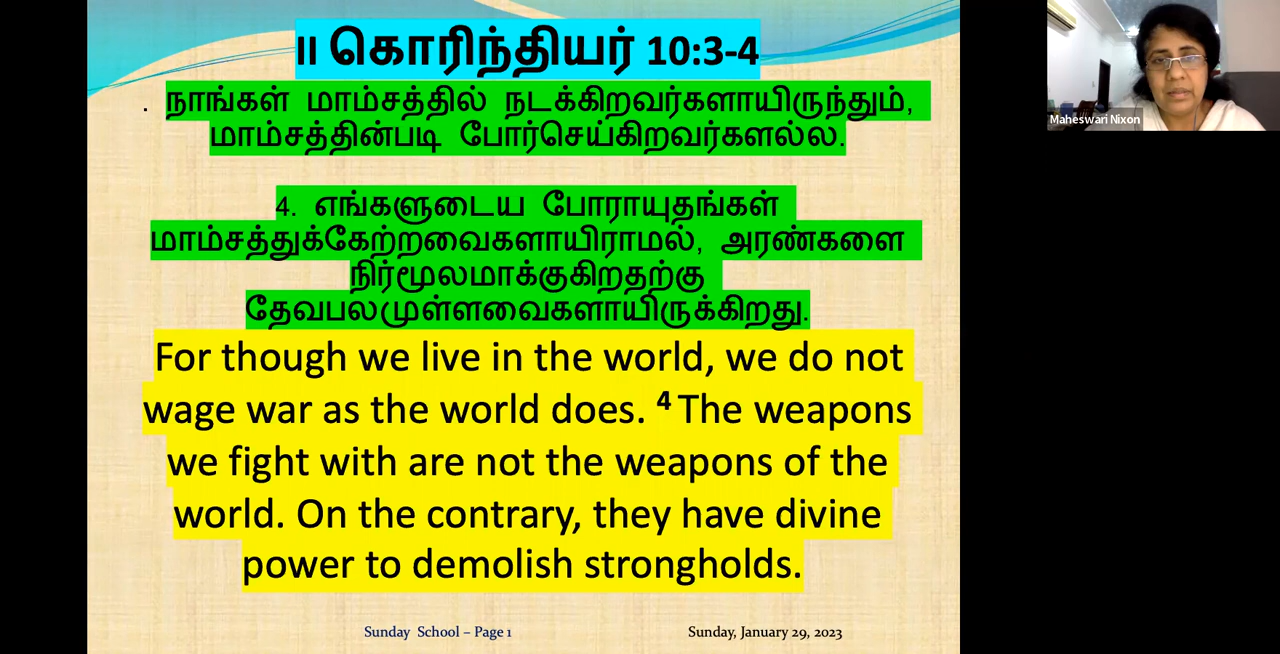 II கொரிந்தியர் 10:3-4
. நாங்கள் மாம்சத்தில் நடக்கிறவர்களாயிருந்தும்,
மாம்சத்தின்படி போர்செய்கிறவர்களல்ல.
4. எங்களுடைய போராயுதங்கள்
மாம்சத்துக்கேற்றவைகளாயிராமல், அரண்களை
நிர்மூலமாக்குகிறதற்கு
தேவபலமுள்ளவைகளாயிருக்கிறது.
For though we live in the world, we do not
wage war as the world does. 4 The weapons
we fight with are not the weapons of the
world. On the contrary, they have divine
power to demolish strongholds.
Sunday School – Page 1
Sunday, January 29, 2023
Maheswari Nixon